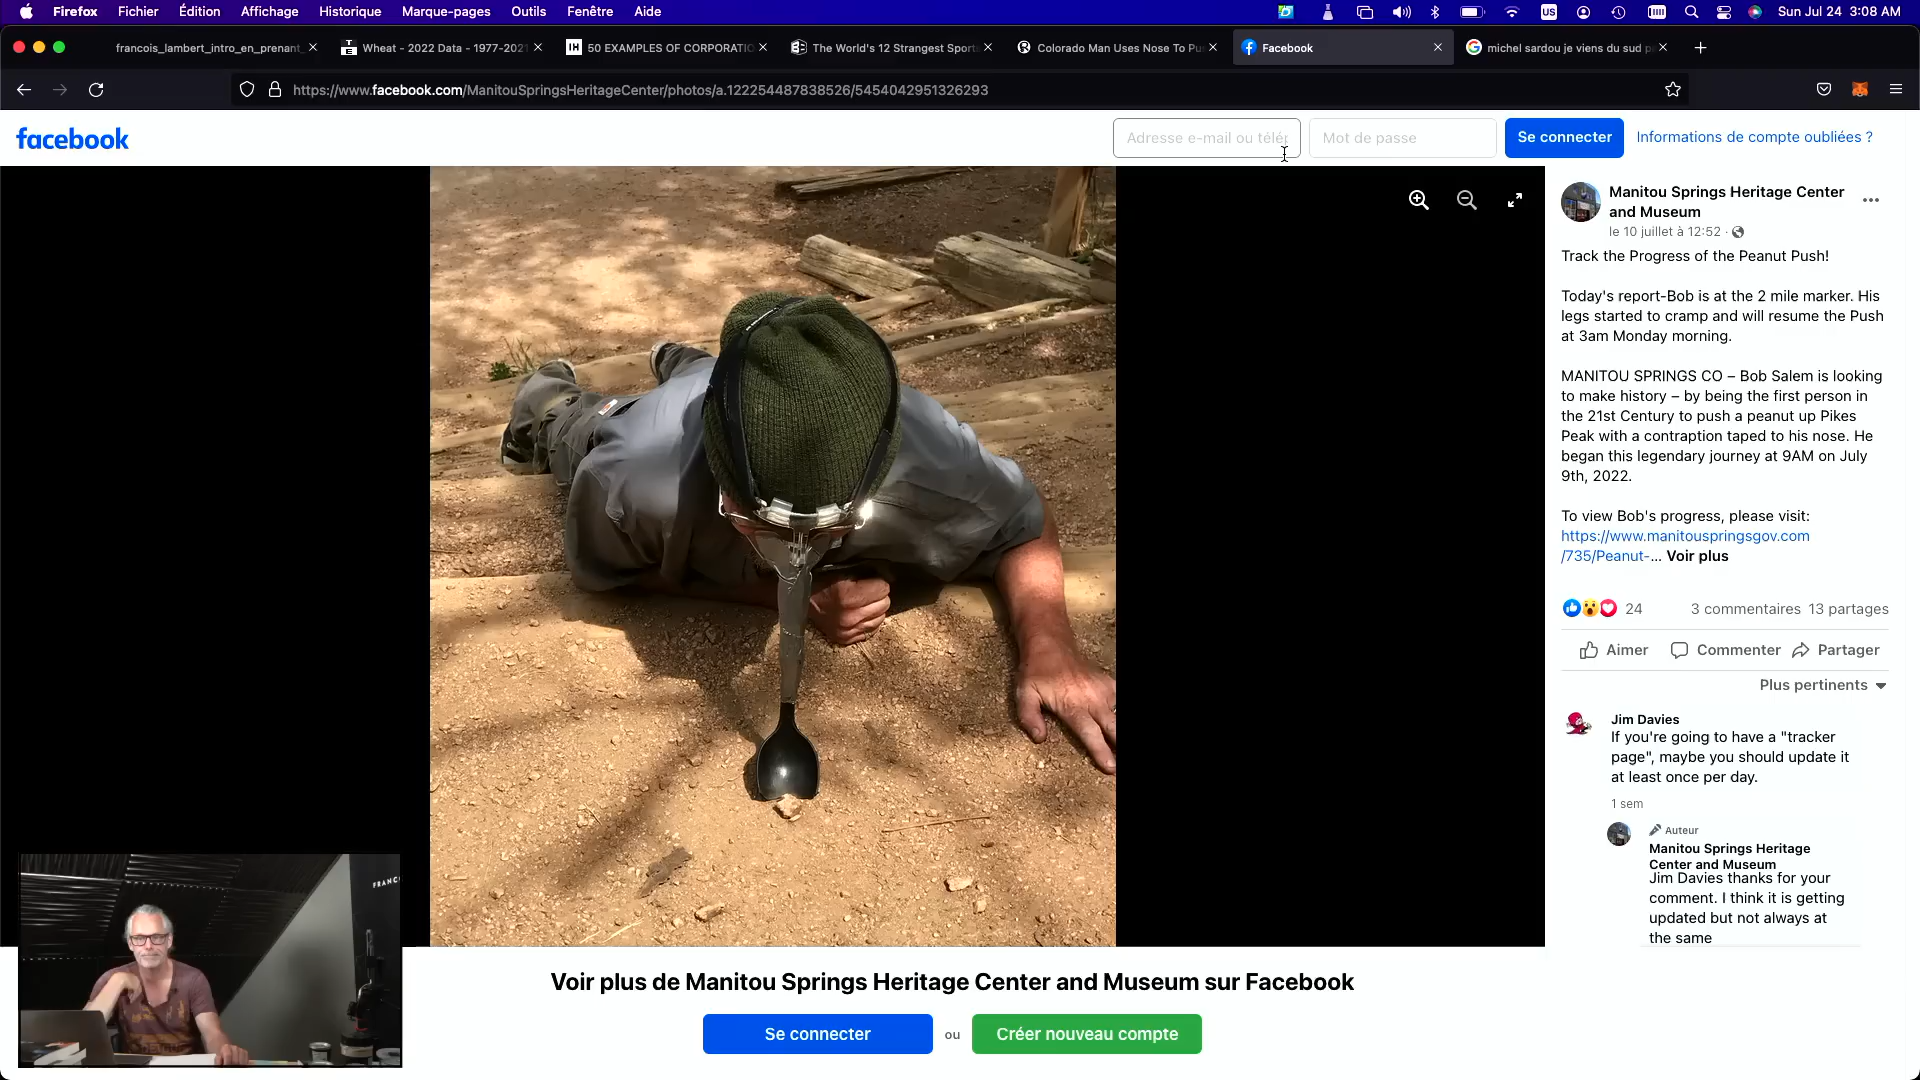 Firefox Fichier Édition Affichage Historique Marque-pages Outils Fenêtre Aide US Sun Jul 24 3:08 AM
francois_lambert_intro_en_prenant_ Wheat - 2022 Data - 1977-2021 IH 50 EXAMPLES OF CORPORATIO The World's 12 Strangest Sports Colorado Man Uses Nose To Pu Facebook michel sardou je viens du sud p
https://www.facebook.com/ManitouSpringsHeritageCenter/photos/a.122254487838526/5454042951326293
facebook
Adresse e-mail ou télép Mot de passe Se connecter Informations de compte oubliées ?
Manitou Springs Heritage Center
and Museum
le 10 juillet à 12:52 ·
Track the Progress of the Peanut Push!
Today's report-Bob is at the 2 mile marker. His
legs started to cramp and will resume the Push
at 3am Monday morning.
MANITOU SPRINGS CO – Bob Salem is looking
to make history – by being the first person in
the 21st Century to push a peanut up Pikes
Peak with a contraption taped to his nose. He
began this legendary journey at 9AM on July
9th, 2022.
To view Bob's progress, please visit:
https://www.manitouspringsgov.com
/735/Peanut-... Voir plus
24 3 commentaires 13 partages
Aimer Commenter Partager
Plus pertinents
Jim Davies
If you're going to have a "tracker
page", maybe you should update it
at least once per day.
1 sem
Auteur
Manitou Springs Heritage
Center and Museum
Jim Davies thanks for your
comment. I think it is getting
updated but not always at
the same
FRANC
Voir plus de Manitou Springs Heritage Center and Museum sur Facebook
Se connecter ou Créer nouveau compte